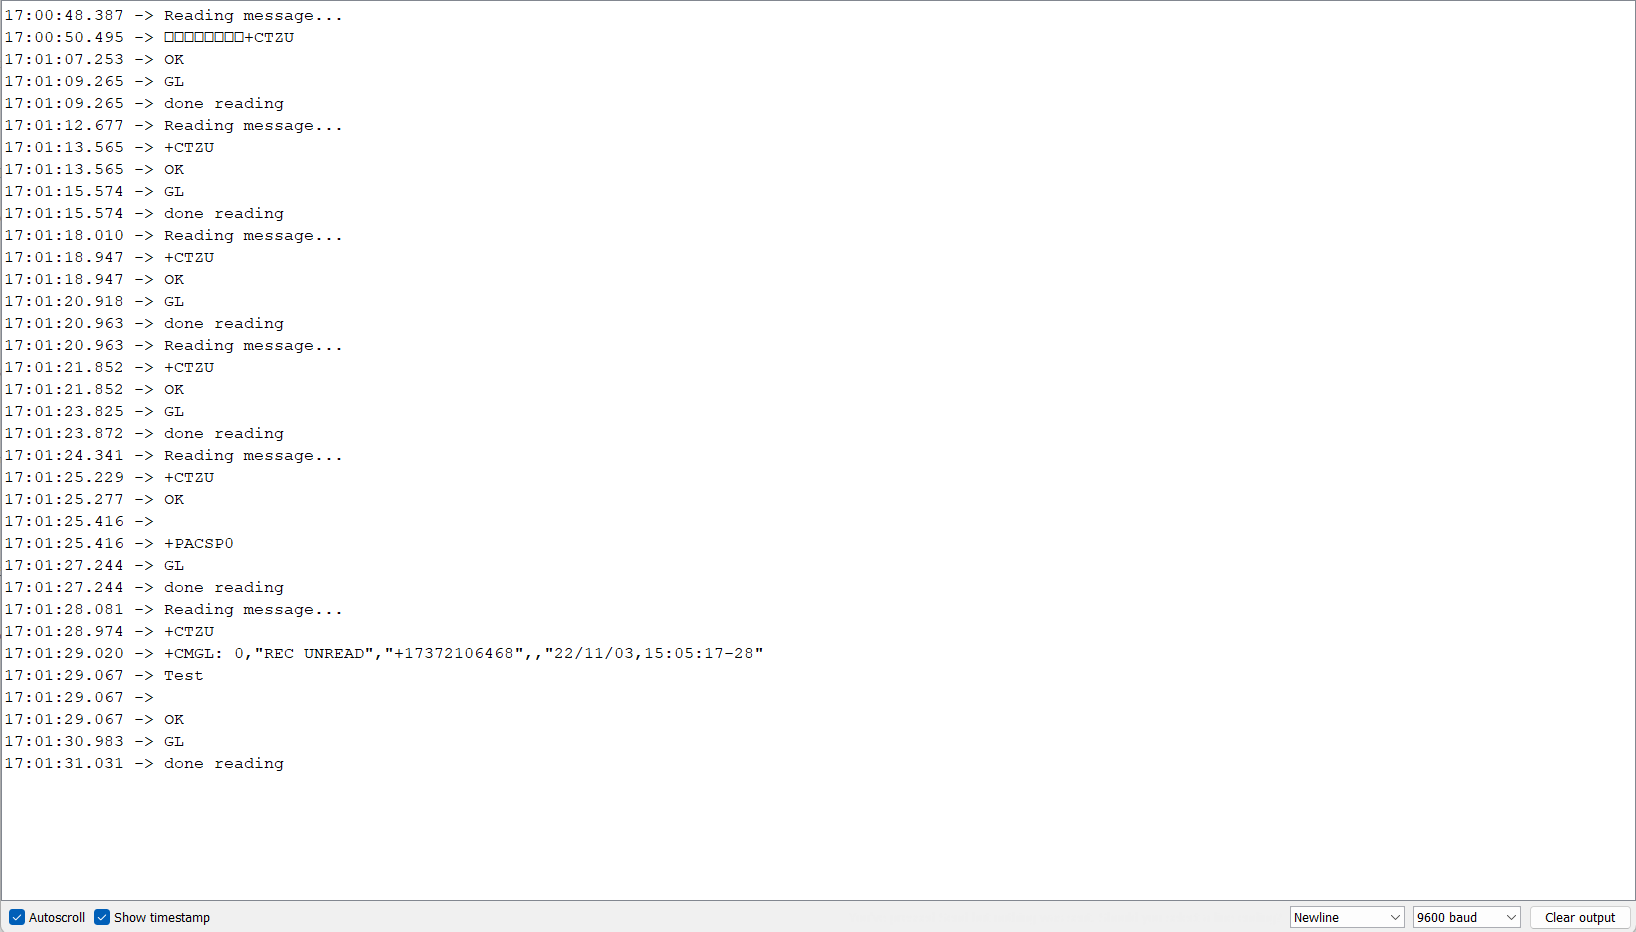 17:00:48.387 -> Reading message...
17:00:50.495 -> □□□□□□□□+CTZU
17:01:07.253 -> OK
17:01:09.265 -> GL
17:01:09.265 -> done reading
17:01:12.677 -> Reading message...
17:01:13.565 -> +CTZU
17:01:13.565 -> OK
17:01:15.574 -> GL
17:01:15.574 -> done reading
17:01:18.010 -> Reading message...
17:01:18.947 -> +CTZU
17:01:18.947 -> OK
17:01:20.918 -> GL
17:01:20.963 -> done reading
17:01:20.963 -> Reading message...
17:01:21.852 -> +CTZU
17:01:21.852 -> OK
17:01:23.825 -> GL
17:01:23.872 -> done reading
17:01:24.341 -> Reading message...
17:01:25.229 -> +CTZU
17:01:25.277 -> OK
17:01:25.416 ->
17:01:25.416 -> +PACSP0
17:01:27.244 -> GL
17:01:27.244 -> done reading
17:01:28.081 -> Reading message...
17:01:28.974 -> +CTZU
17:01:29.020 -> +CMGL: 0,"REC UNREAD","+17372106468",,"22/11/03,15:05:17-28"
17:01:29.067 -> Test
17:01:29.067 ->
17:01:29.067 -> OK
17:01:30.983 -> GL
17:01:31.031 -> done reading
Autoscroll Show timestamp Newline 9600 baud Clear output